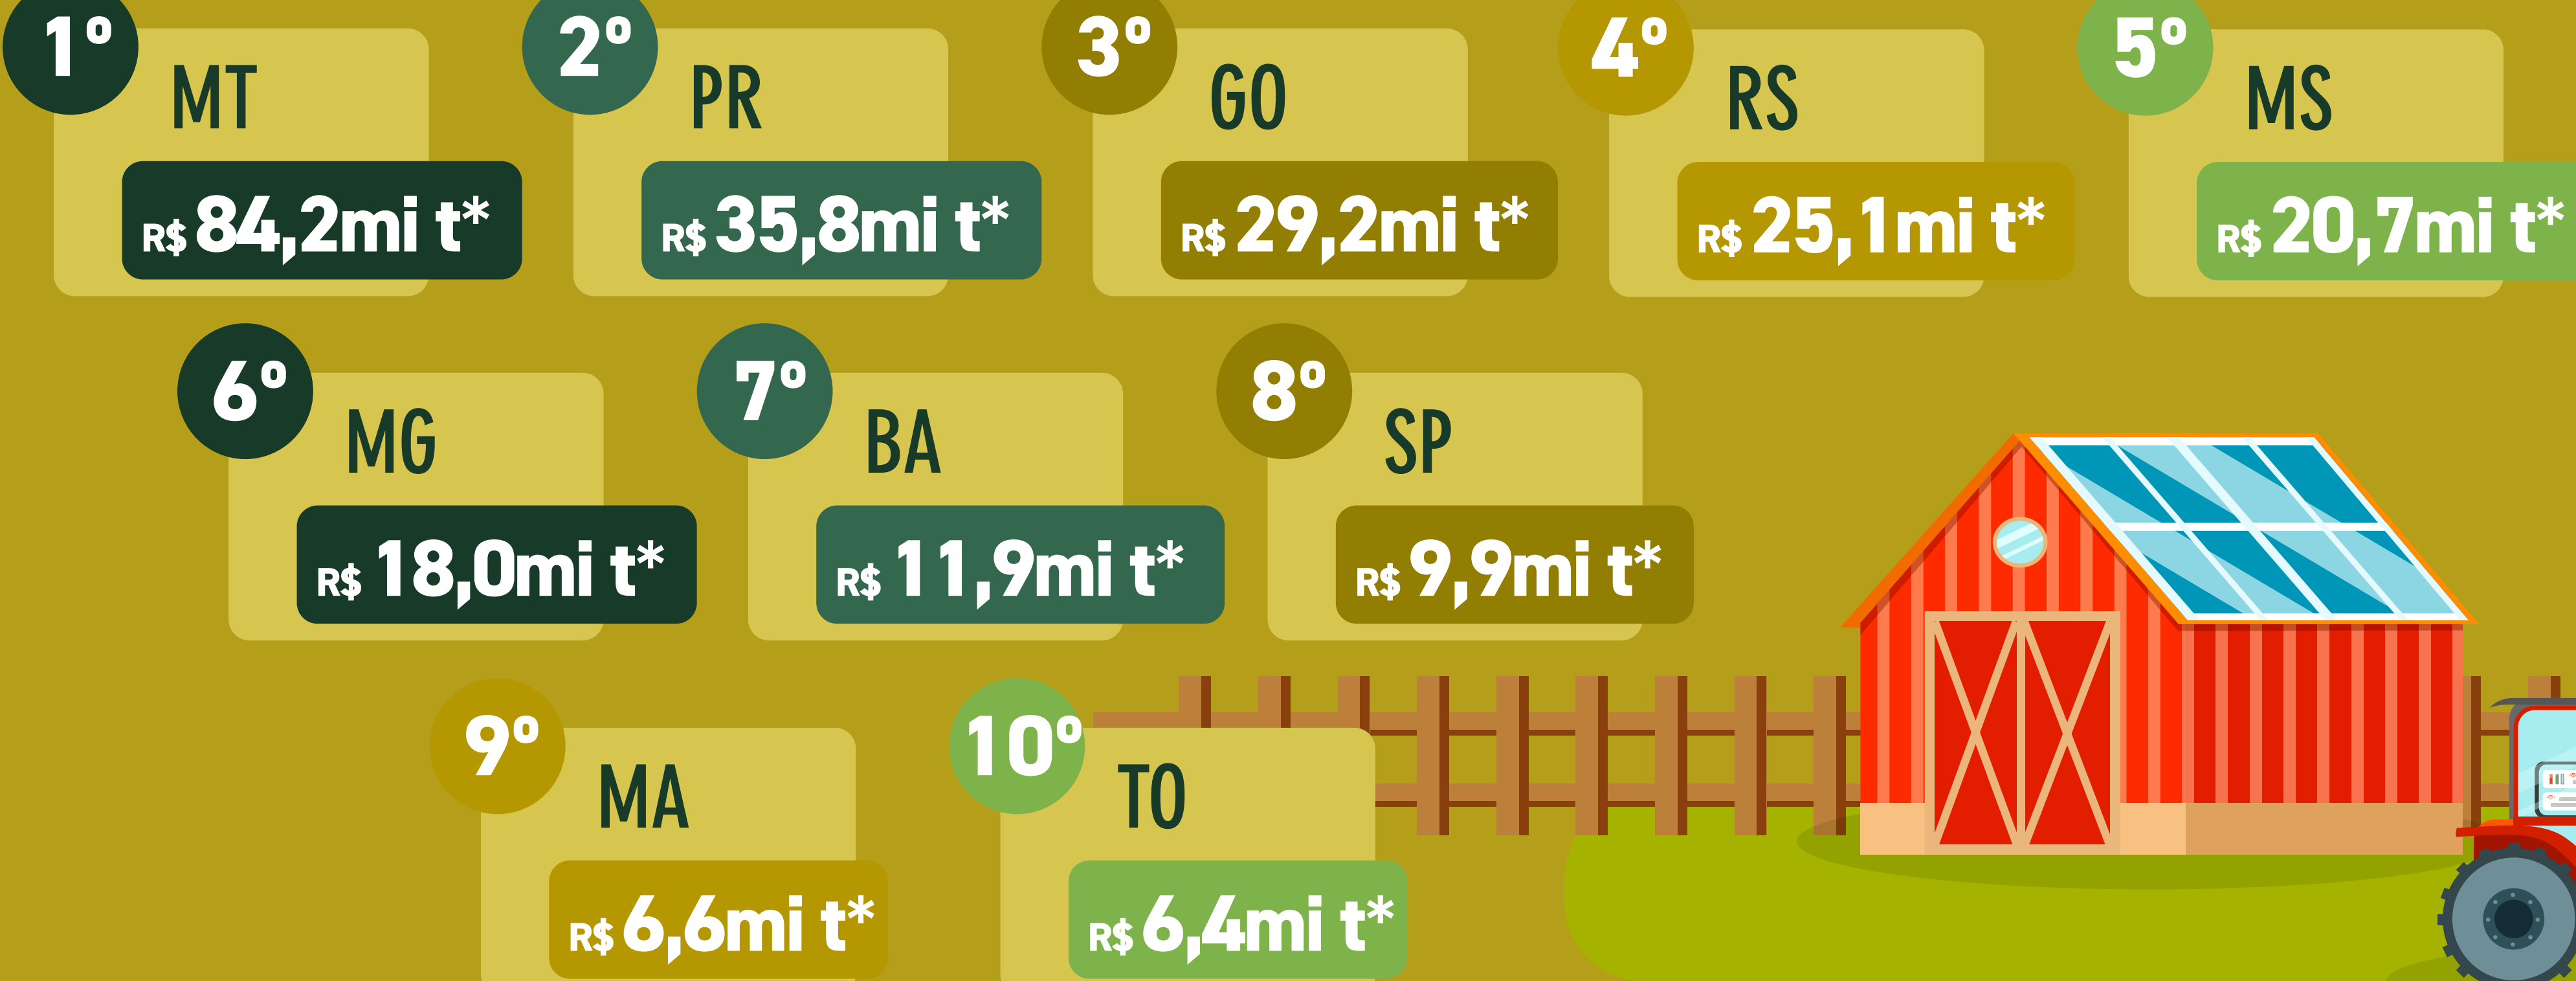 1º
MT
R$ 84,2mi t*
2º
PR
R$ 35,8mi t*
3º
GO
R$ 29,2mi t*
4º
RS
R$ 25,1mi t*
5º
MS
R$ 20,7mi t*
6º
MG
R$ 18,0mi t*
7º
BA
R$ 11,9mi t*
8º
SP
R$ 9,9mi t*
9º
MA
R$ 6,6mi t*
10º
TO
R$ 6,4mi t*